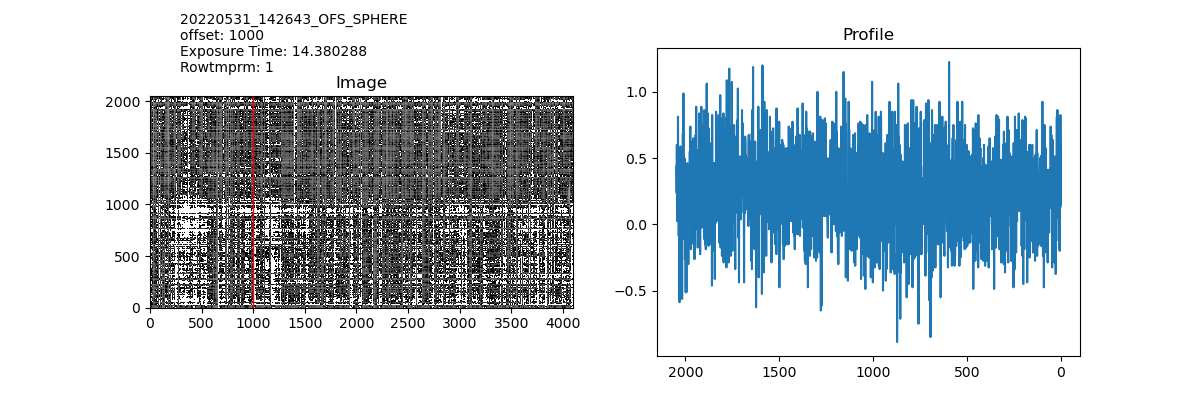 20220531_142643_OFS_SPHERE
offset: 1000
Exposure Time: 14.380288
Rowtmprm: 1
Image
2000
1500
1000
500
0
0 500 1000 1500 2000 2500 3000 3500 4000
Profile
1.0
0.5
0.0
−0.5
2000 1500 1000 500 0